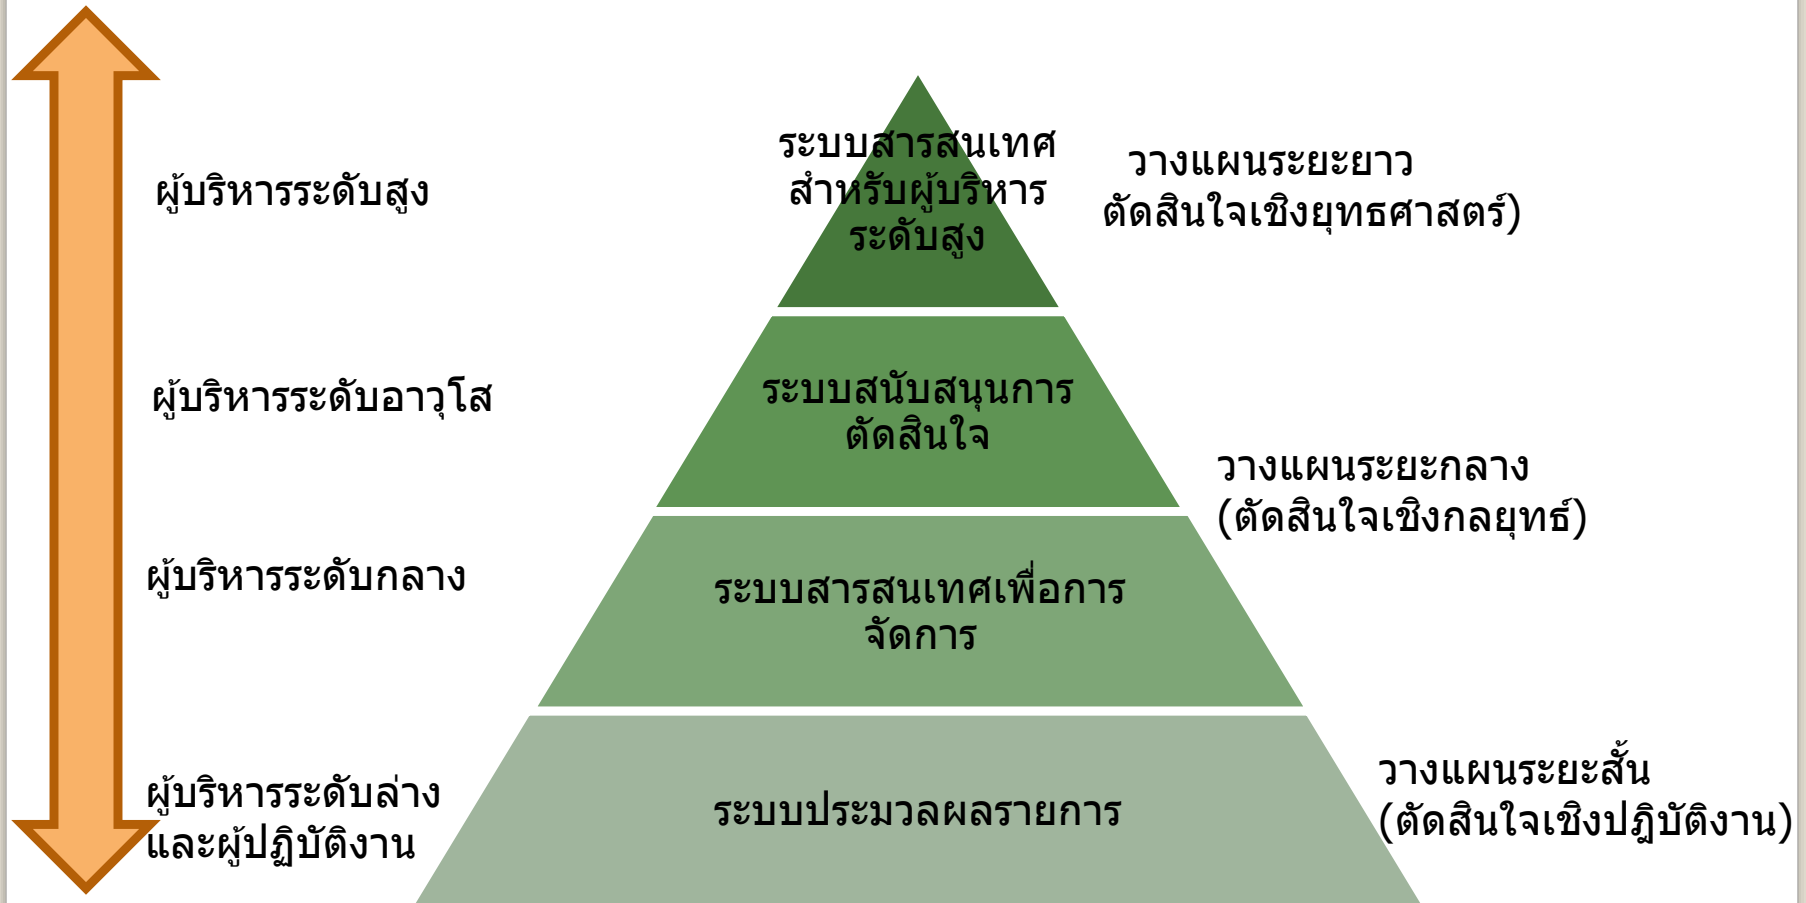 ผู้บริหารระดับสูง
ระบบสารสนเทศ
สำหรับผู้บริหาร
ระดับสูง
วางแผนระยะยาว
ตัดสินใจเชิงยุทธศาสตร์)
ผู้บริหารระดับอาวุโส
ระบบสนับสนุนการ
ตัดสินใจ
วางแผนระยะกลาง
(ตัดสินใจเชิงกลยุทธ์)
ผู้บริหารระดับกลาง
ระบบสารสนเทศเพื่อการ
จัดการ
ผู้บริหารระดับล่าง
และผู้ปฏิบัติงาน
ระบบประมวลผลรายการ
วางแผนระยะสั้น
(ตัดสินใจเชิงปฎิบัติงาน)